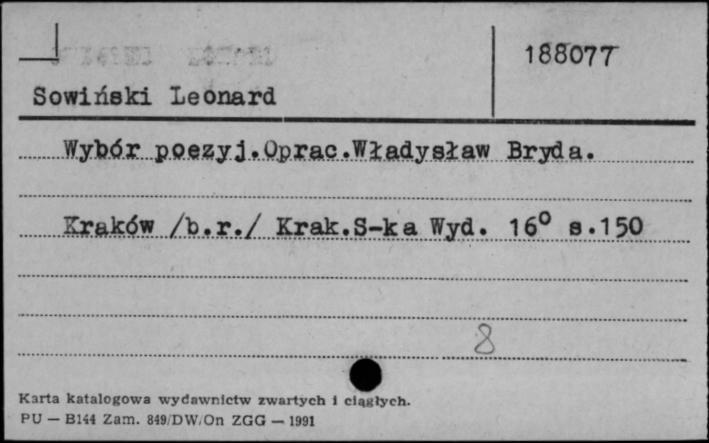 188077
Sowiński Leonard
Wybór poezyj.Oprac.Władysław Bryda.
Kraków /b.r./ Krak.S-ka Wyd. 16° s.150
8
Karta katalogowa wydawnictw zwartych i ciągłych.
PU — B144 Zam. 849/DW/On ZGG — 1991